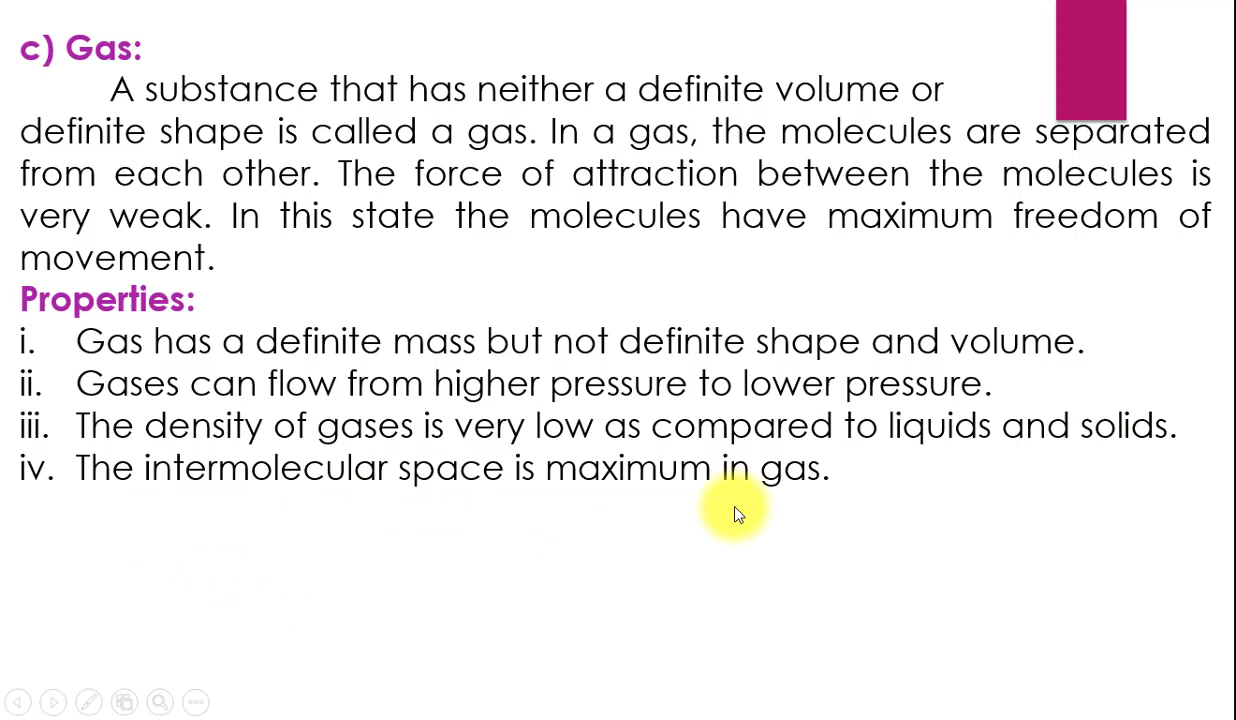 c) Gas:
A substance that has neither a definite volume or
definite shape is called a gas. In a gas, the molecules are separated
from each other. The force of attraction between the molecules is
very weak. In this state the molecules have maximum freedom of
movement.
Properties:
i. Gas has a definite mass but not definite shape and volume.
ii. Gases can flow from higher pressure to lower pressure.
iii. The density of gases is very low as compared to liquids and solids.
iv. The intermolecular space is maximum in gas.